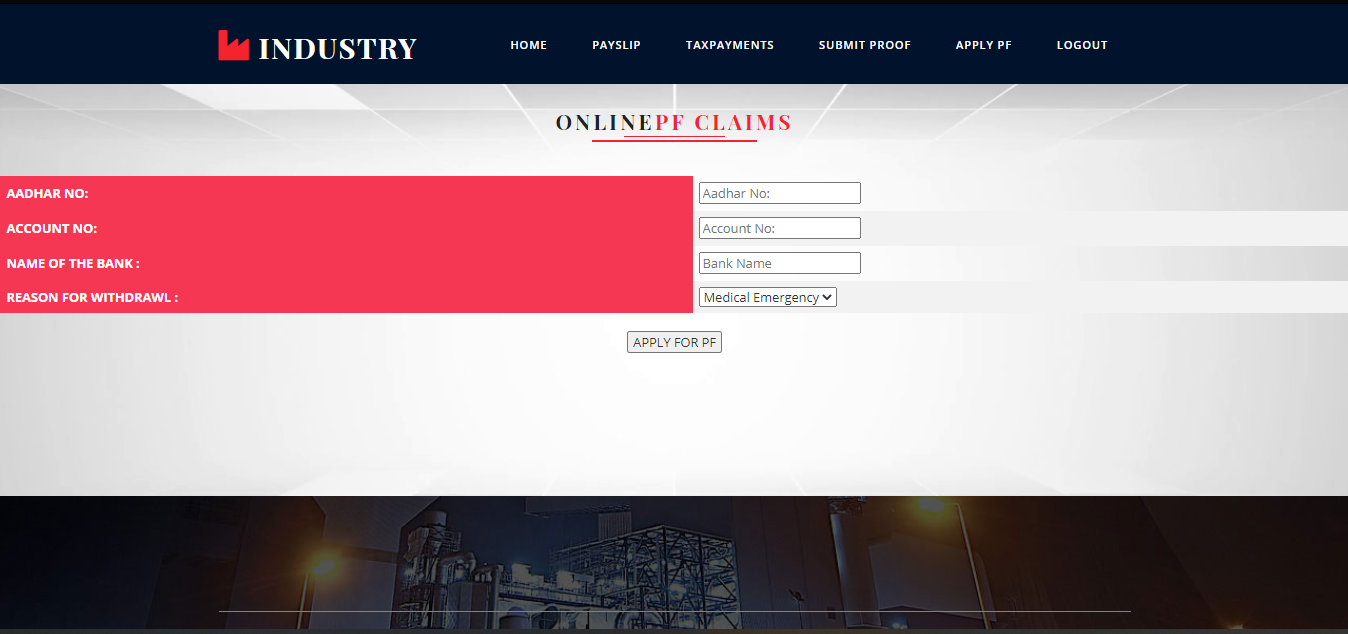 INDUSTRY HOME PAYSLIP TAXPAYMENTS SUBMIT PROOF APPLY PF LOGOUT
ONLINEPF CLAIMS
AADHAR NO: Aadhar No:
ACCOUNT NO: Account No:
NAME OF THE BANK : Bank Name
REASON FOR WITHDRAWL : Medical Emergency
APPLY FOR PF